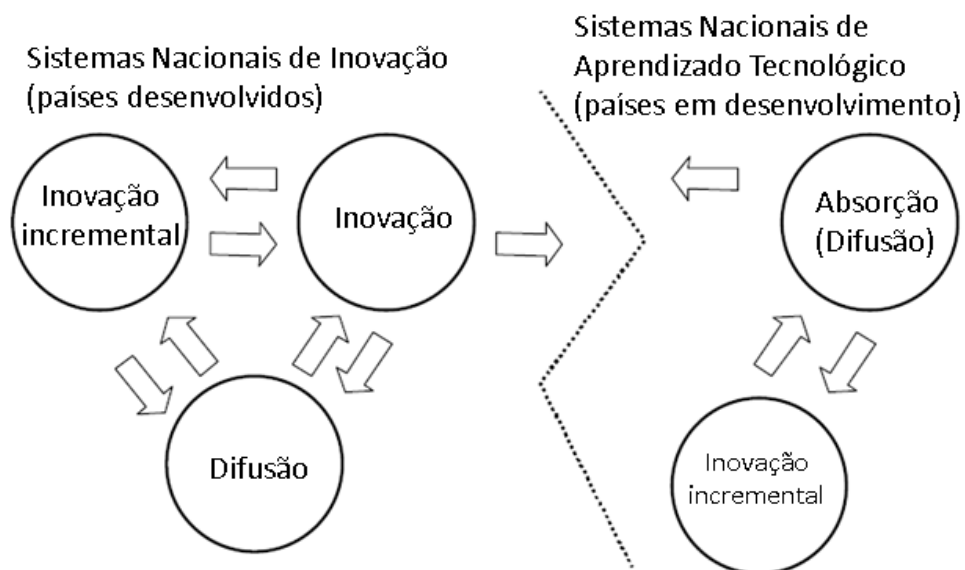 Sistemas Nacionais de Inovação
(países desenvolvidos)
Sistemas Nacionais de
Aprendizado Tecnológico
(países em desenvolvimento)
Inovação
incremental
Inovação
Difusão
Absorção
(Difusão)
Inovação
incremental